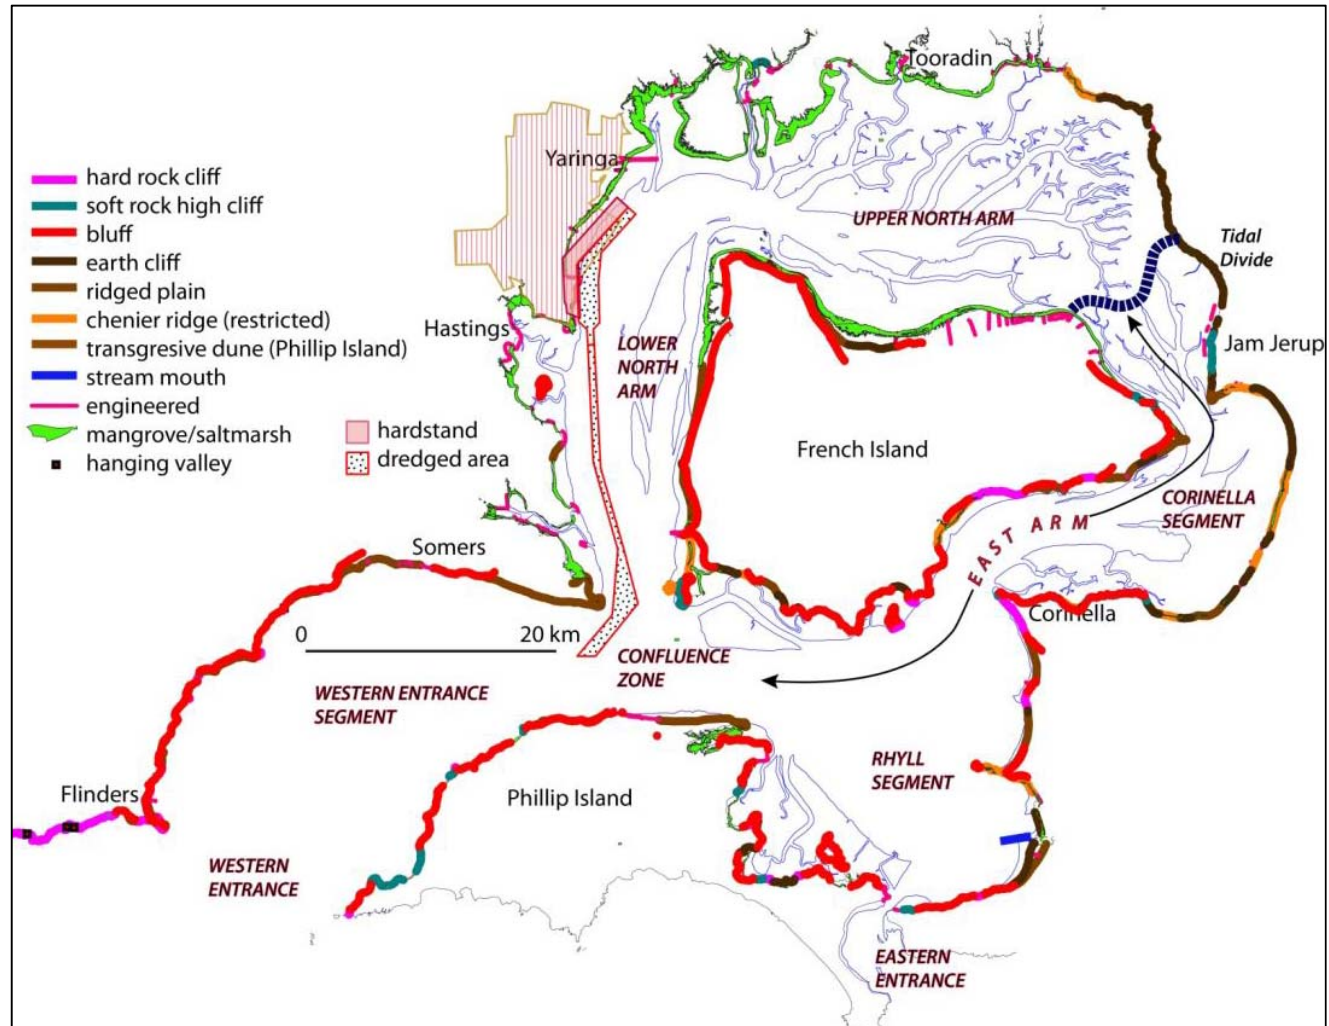 Tooradin
Yaringa
hard rock cliff
soft rock high cliff
bluff
earth cliff
ridged plain
chenier ridge (restricted)
transgresive dune (Phillip Island)
stream mouth
engineered
mangrove/saltmarsh
hanging valley
hardstand
dredged area
UPPER NORTH ARM
Tidal
Divide
Hastings
LOWER
NORTH
ARM
Jam Jerup
French Island
CORINELLA
SEGMENT
EAST ARM
Somers
Corinella
0 20 km
CONFLUENCE
ZONE
WESTERN ENTRANCE
SEGMENT
RHYLL
SEGMENT
Flinders
Phillip Island
WESTERN
ENTRANCE
EASTERN
ENTRANCE